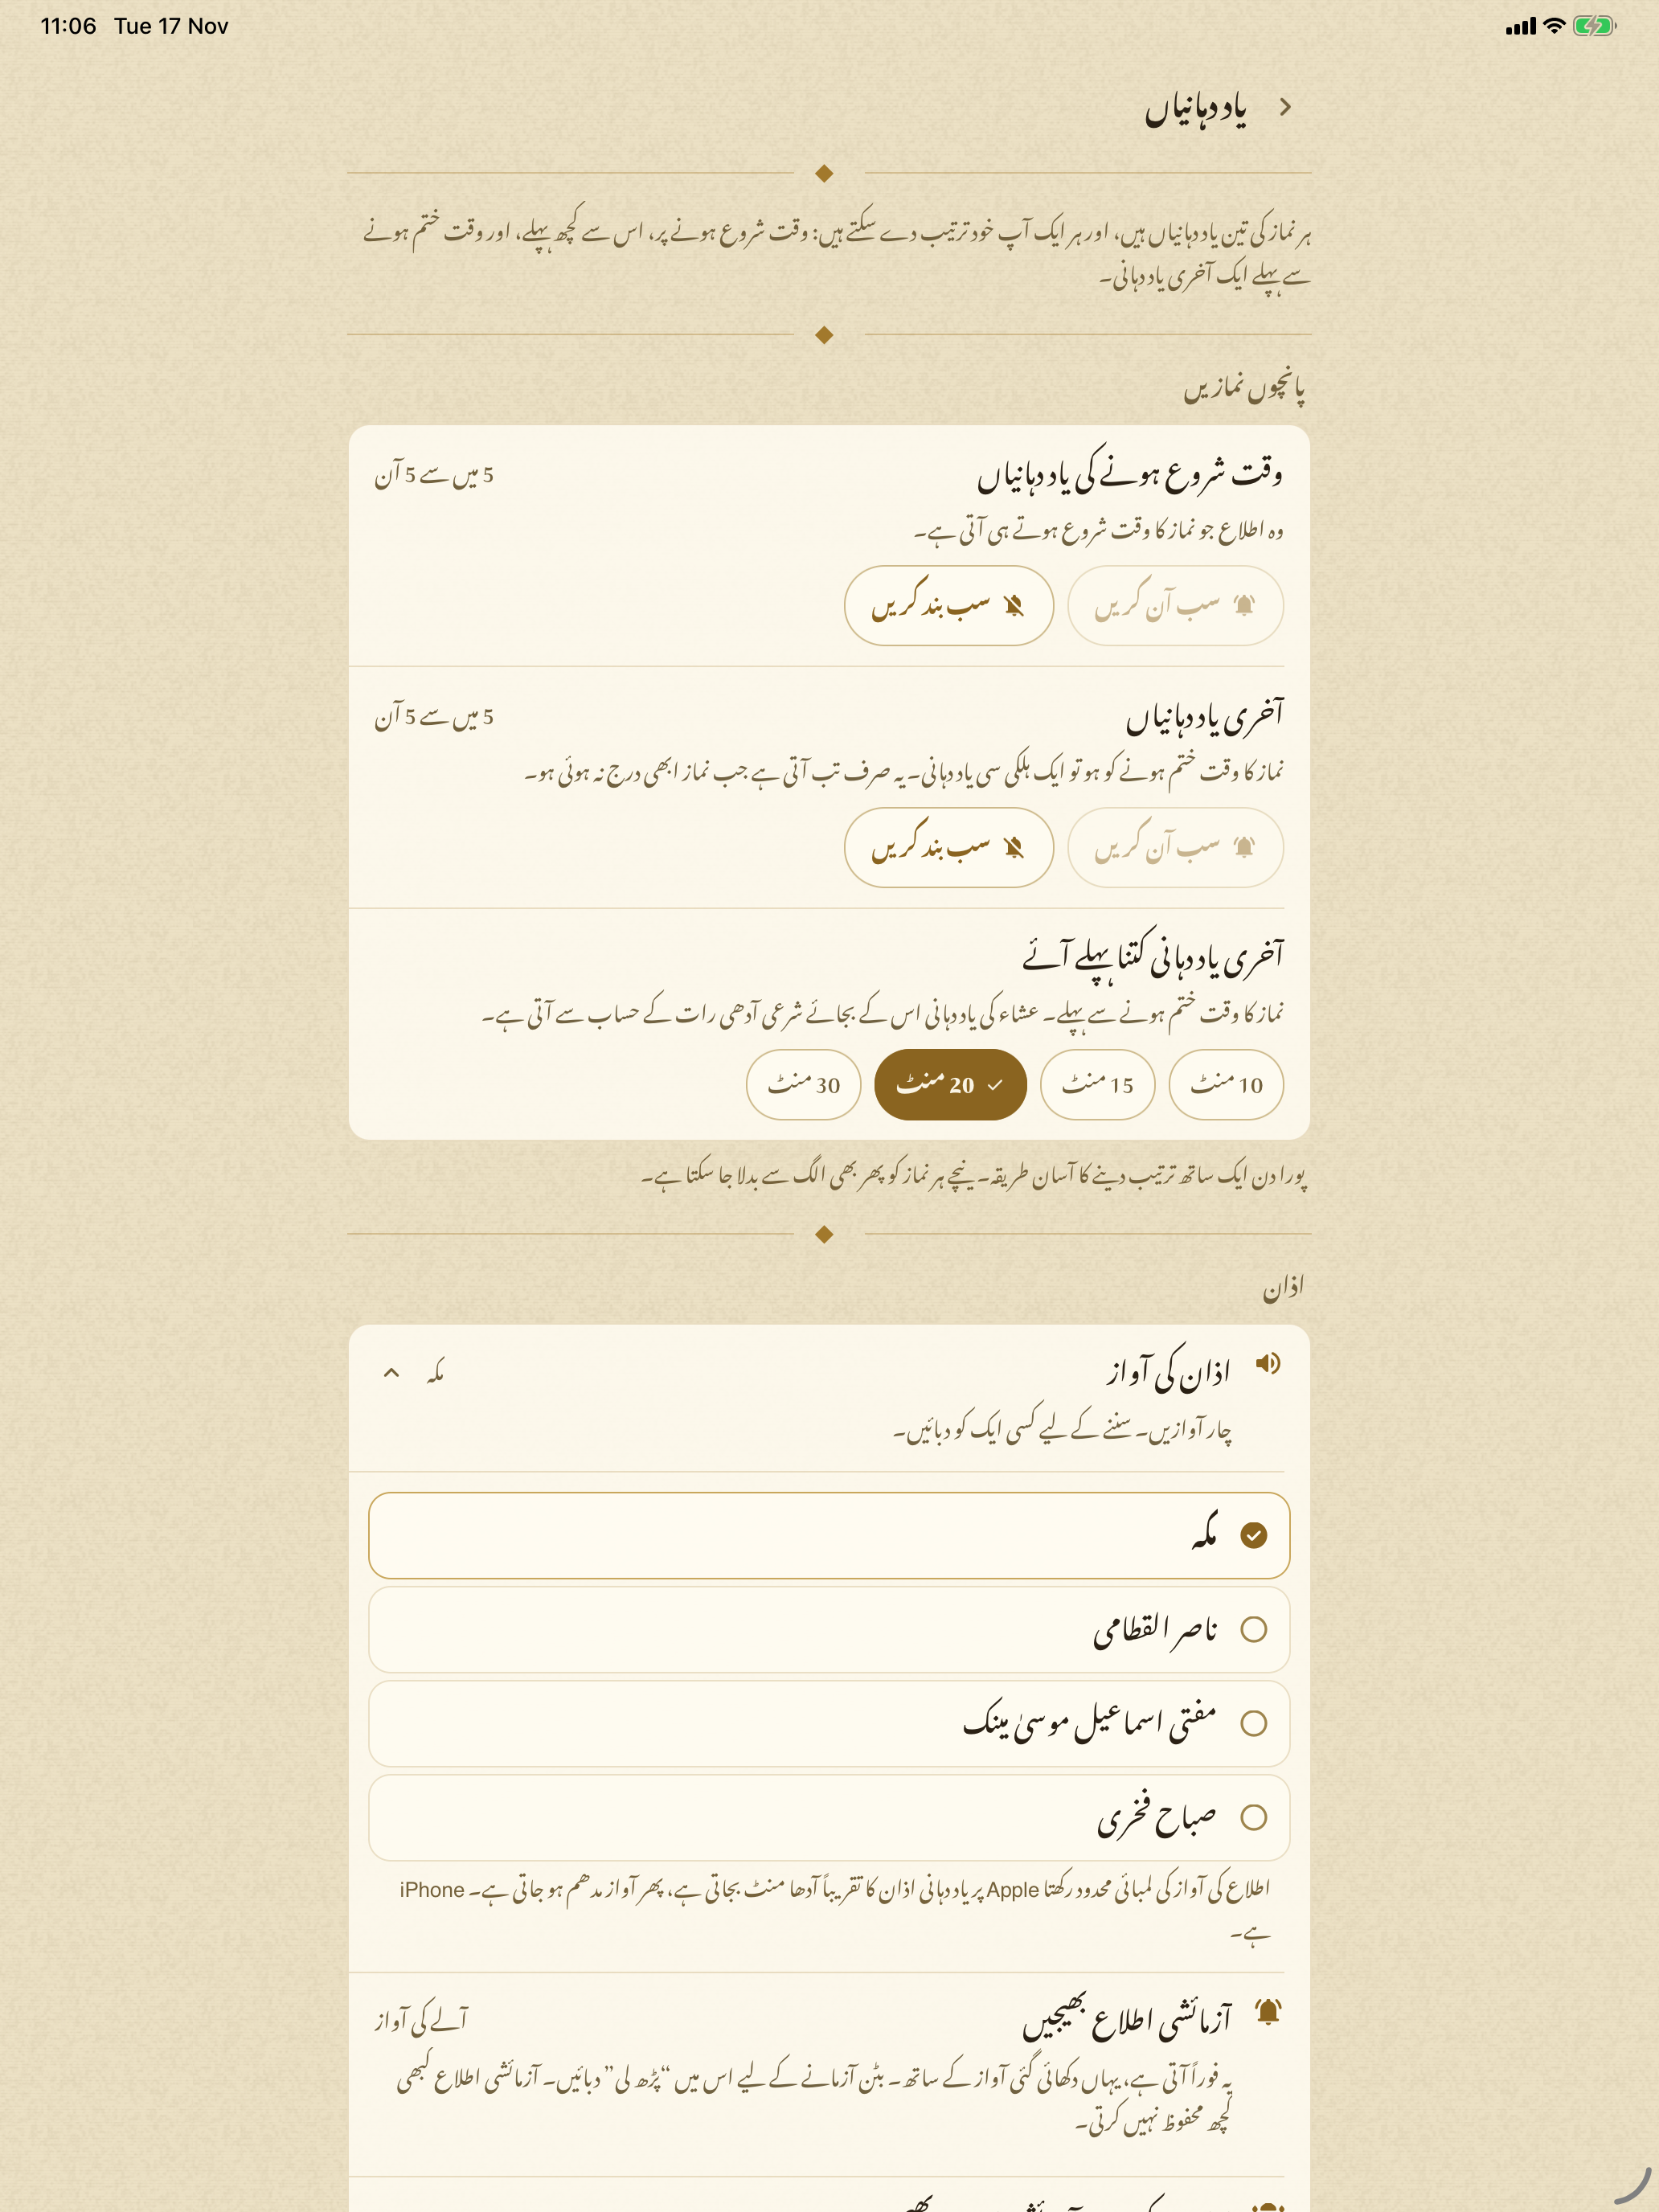 11:06 Tue 17 Nov
یاددہانیاں
ہر نماز کی تین یاددہانیاں ہیں، اور ہر ایک آپ خود ترتیب دے سکتے ہیں: وقت شروع ہونے پر، اس سے کچھ پہلے، اور وقت ختم ہونے
سے پہلے ایک آخری یاددہانی۔
پانچوں نمازیں
وقت شروع ہونے کی یاددہانیاں
5 میں سے 5 آن
وہ اطلاع جو نماز کا وقت شروع ہوتے ہی آتی ہے۔
سب آن کریں
سب بند کریں
آخری یاددہانیاں
5 میں سے 5 آن
نماز کا وقت ختم ہونے کو ہو تو ایک ہلکی سی یاددہانی۔ یہ صرف تب آتی ہے جب نماز ابھی درج نہ ہوئی ہو۔
سب آن کریں
سب بند کریں
آخری یاددہانی کتنا پہلے آئے
نماز کا وقت ختم ہونے سے پہلے۔ عشاء کی یاددہانی اس کے بجائے شرعی آدھی رات کے حساب سے آتی ہے۔
10 منٹ
15 منٹ
20 منٹ
30 منٹ
پورا دن ایک ساتھ ترتیب دینے کا آسان طریقہ۔ نیچے ہر نماز کو پھر بھی الگ سے بدلا جا سکتا ہے۔
اذان
اذان کی آواز
مکہ
چار آوازیں۔ سننے کے لیے کسی ایک کو دبائیں۔
مکہ
ناصر القطامی
مفتی اسماعیل موسیٰ مینک
صباح فخری
iPhone پر یاددہانی اذان کا تقریباً آدھا منٹ بجاتی ہے، پھر آواز مدھم ہو جاتی ہے۔ Apple اطلاع کی آواز کی لمبائی محدود رکھتا
ہے۔
آزمائشی اطلاع بھیجیں
آلے کی آواز
یہ فوراً آتی ہے، یہاں دکھائی گئی آواز کے ساتھ۔ بٹن آزمانے کے لیے اس میں “پڑھ لی” دبائیں۔ آزمائشی اطلاع کبھی
کچھ محفوظ نہیں کرتی۔